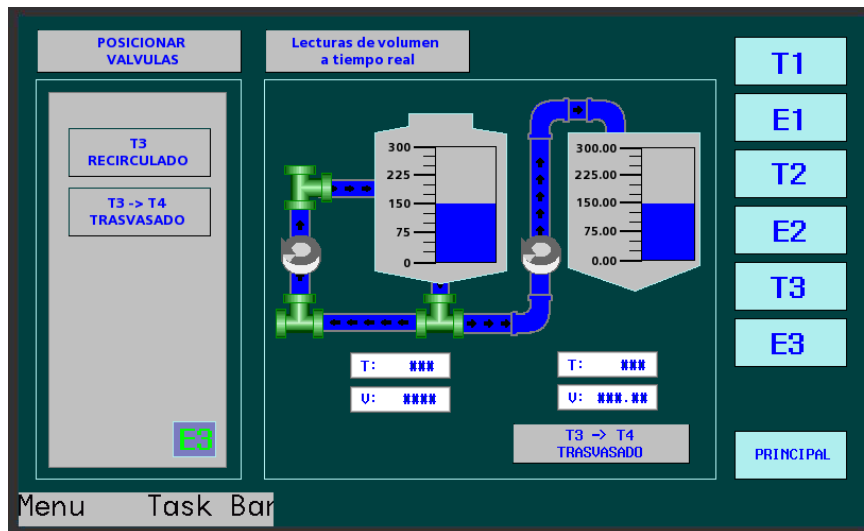 POSICIONAR
VALVULAS
Lecturas de volumen
a tiempo real
T1
E1
T2
E2
T3
E3
PRINCIPAL
T3
RECIRCULADO
T3 -> T4
TRASVASADO
E3
300
225
150
75
0
300.00
225.00
150.00
75.00
0.00
T: ###
V: ####
T: ###
V: ###.##
T3 -> T4
TRASVASADO
Menu Task Bar